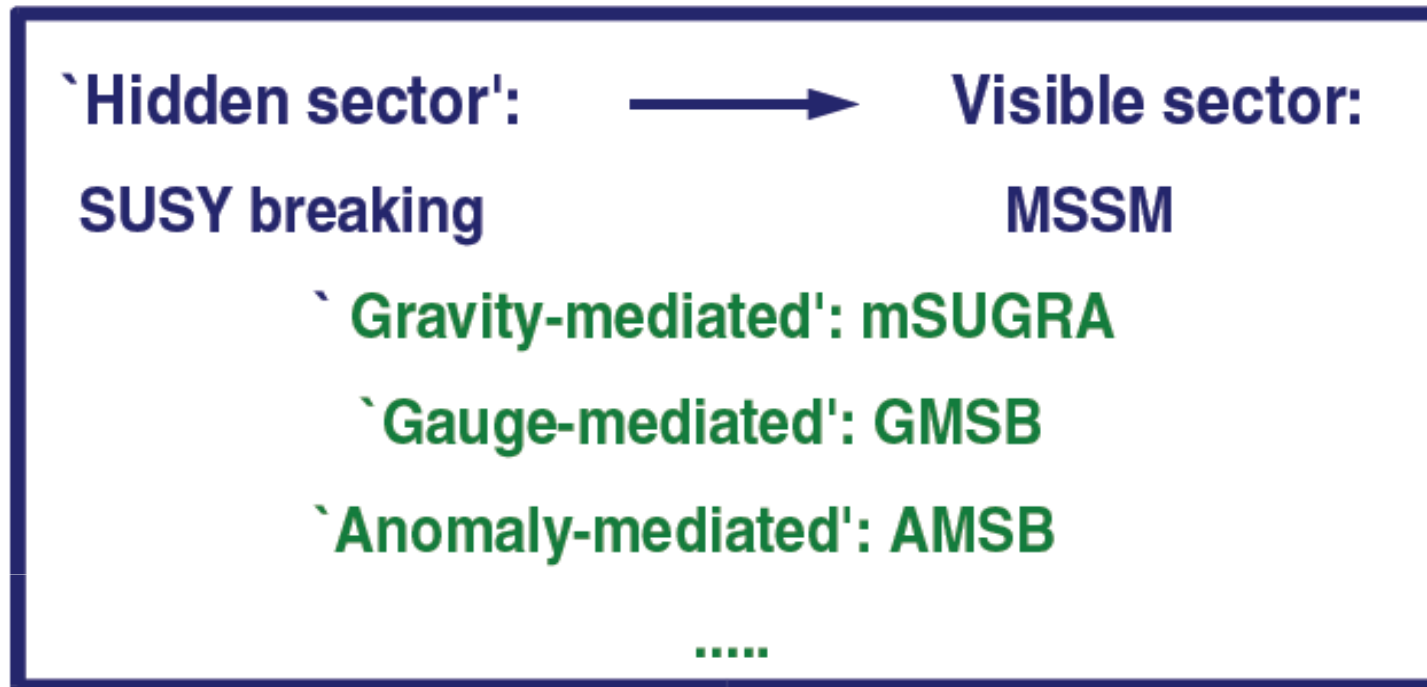 `Hidden sector': Visible sector:
SUSY breaking MSSM
` Gravity-mediated': mSUGRA
`Gauge-mediated': GMSB
`Anomaly-mediated': AMSB
.....